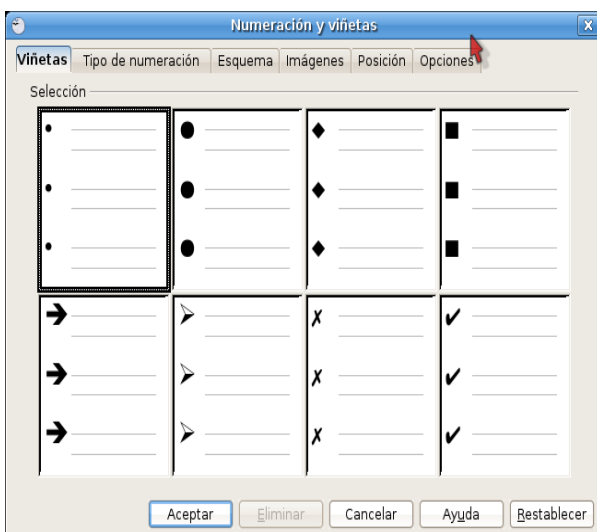 Numeración y viñetas
Viñetas Tipo de numeración Esquema Imágenes Posición Opciones
Selección
Aceptar Eliminar Cancelar Ayuda Restablecer